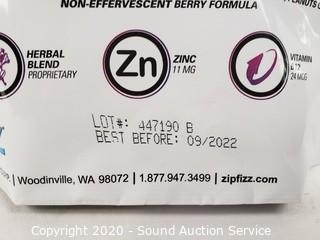 NON-EFFERVESCENT BERRY FORMULA
HERBAL
BLEND
PROPRIETARY
Zn
ZINC
11 MG
VITAMIN
24 MCG
LOT#: 447190 B
BEST BEFORE: 09/2022
Woodinville, WA 98072 | 1.877.947.3499 | zipfizz.com
Copyright 2020 - Sound Auction Service